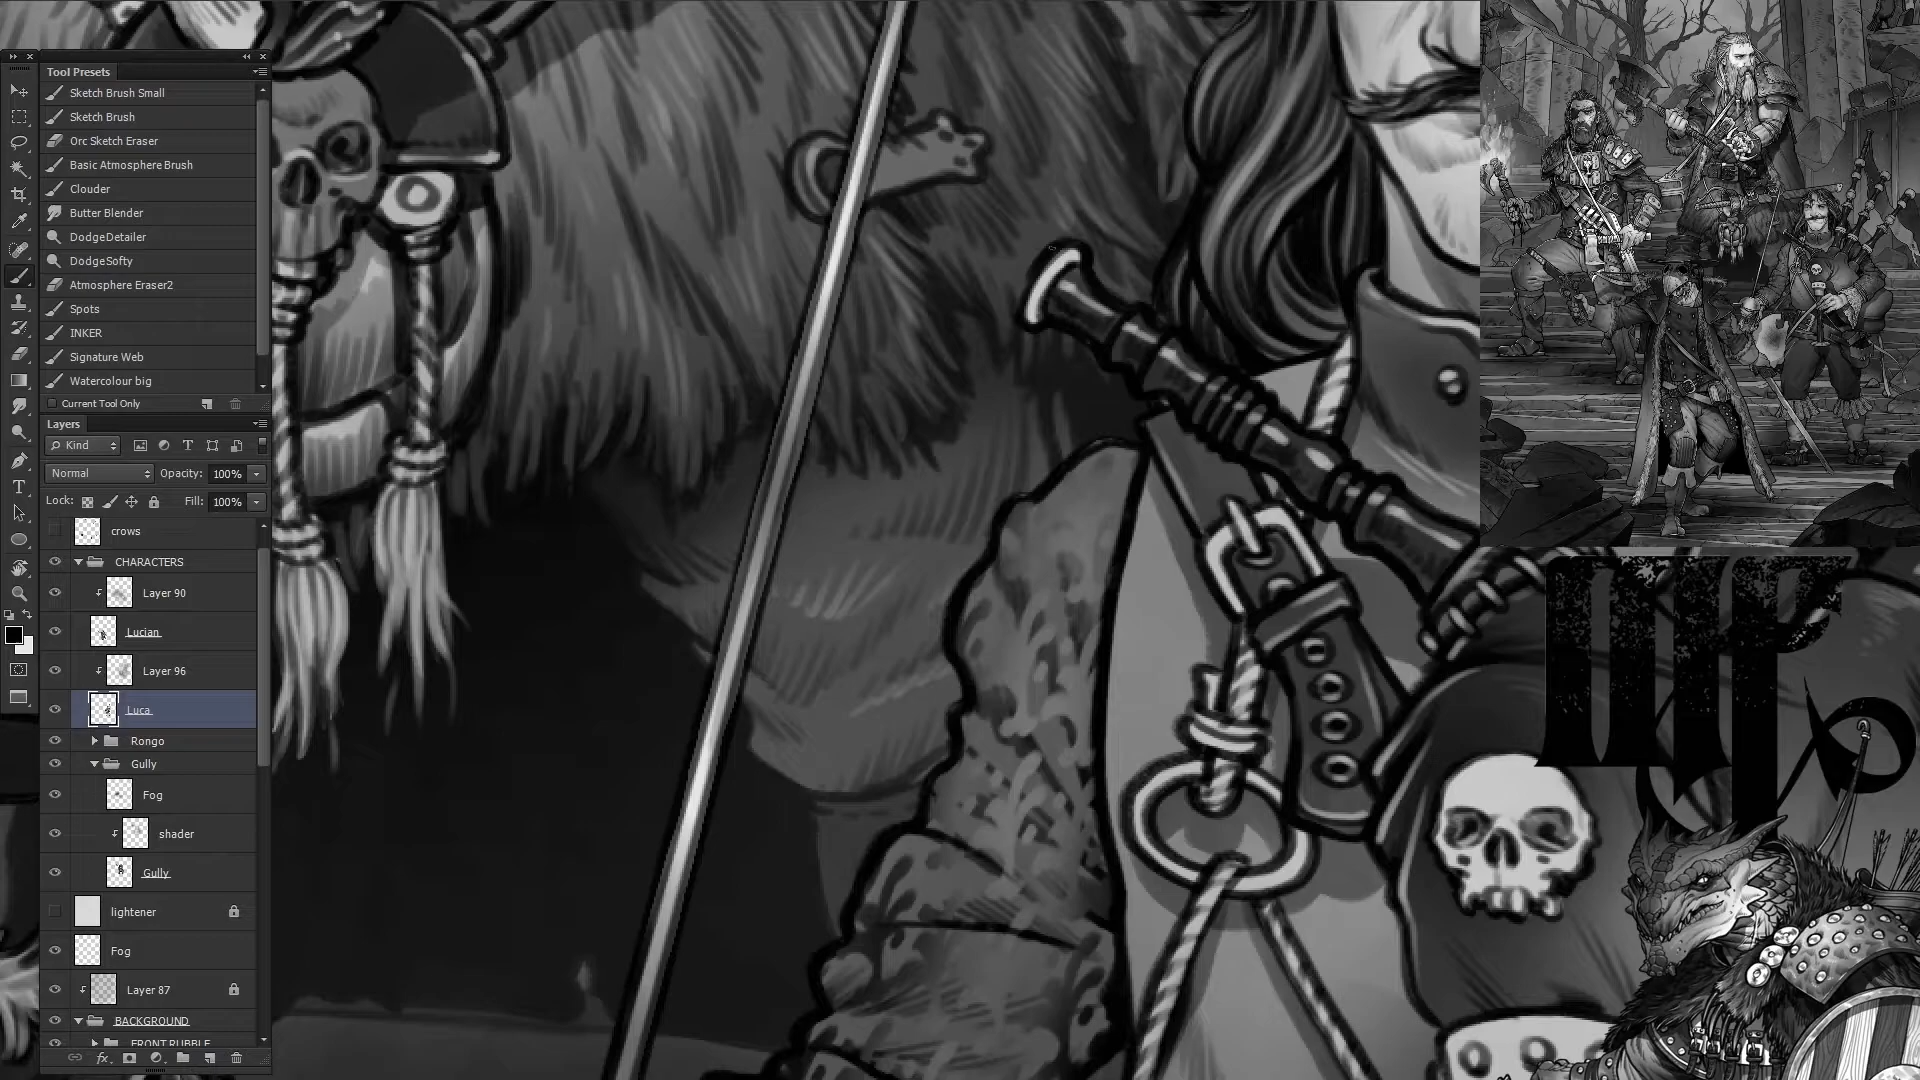 Tool Presets
Sketch Brush Small
Sketch Brush
Orc Sketch Eraser
Basic Atmosphere Brush
Clouder
Butter Blender
DodgeDetailer
DodgeSofty
Atmosphere Eraser2
Spots
INKER
Signature Web
Watercolour big
Current Tool Only
Layers
Kind
Normal Opacity: 100%
Lock: Fill: 100%
crows
CHARACTERS
Layer 90
Lucian
Layer 96
Luca
Rongo
Gully
Fog
shader
Gully
lightener
Fog
Layer 87
BACKGROUND
FRONT RUBBLE